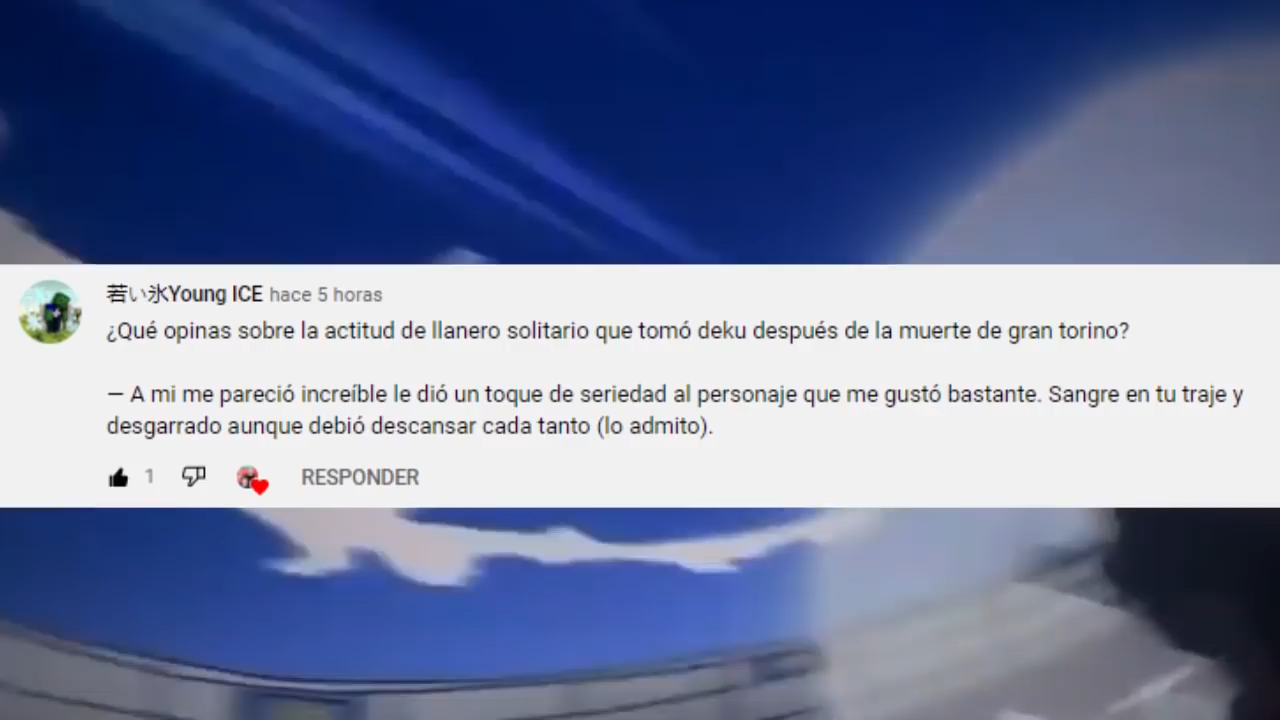 若い氷Young ICE hace 5 horas
¿Qué opinas sobre la actitud de llanero solitario que tomó deku después de la muerte de gran torino?
— A mi me pareció increíble le dió un toque de seriedad al personaje que me gustó bastante. Sangre en tu traje y
desgarrado aunque debió descansar cada tanto (lo admito).
1 RESPONDER